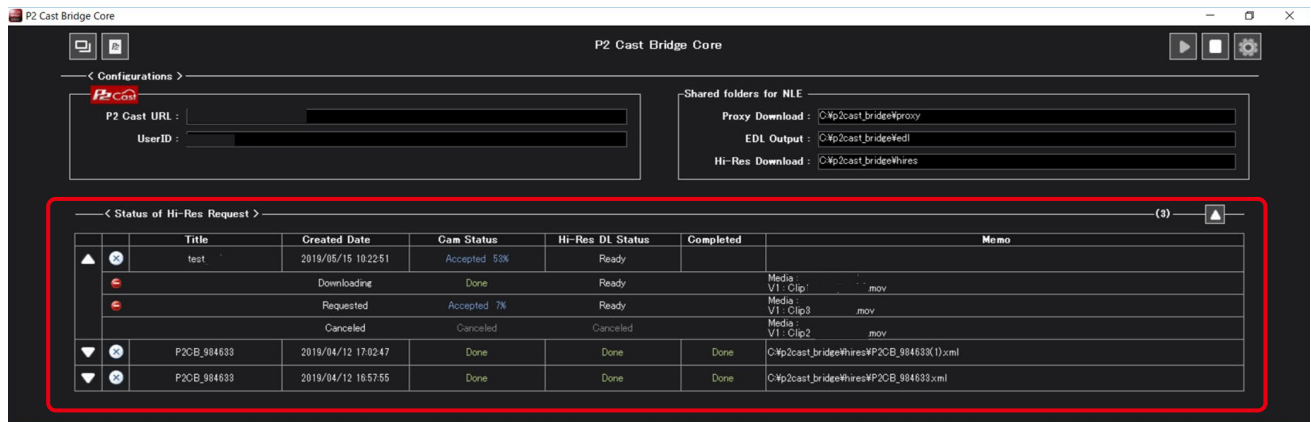 P2 Cast Bridge Core
P2 Cast Bridge Core
< Configurations >
P2 Cast
P2 Cast URL :
UserID :
Shared folders for NLE
Proxy Download : C:¥p2cast_bridge¥proxy
EDL Output : C:¥p2cast_bridge¥edl
Hi-Res Download : C:¥p2cast_bridge¥hires
< Status of Hi-Res Request > (3)
Title Created Date Cam Status Hi-Res DL Status Completed Memo
test 2019/05/15 10:22:51 Accepted 53% Ready
Downloading Done Ready Media :
V1 : Clip1 .mov
Requested Accepted 7% Ready Media :
V1 : Clip3 .mov
Canceled Canceled Canceled Media :
V1 : Clip2 .mov
P2CB_984633 2019/04/12 17:02:47 Done Done Done C:¥p2cast_bridge¥hires¥P2CB_984633(1).xml
P2CB_984633 2019/04/12 16:57:55 Done Done Done C:¥p2cast_bridge¥hires¥P2CB_984633.xml